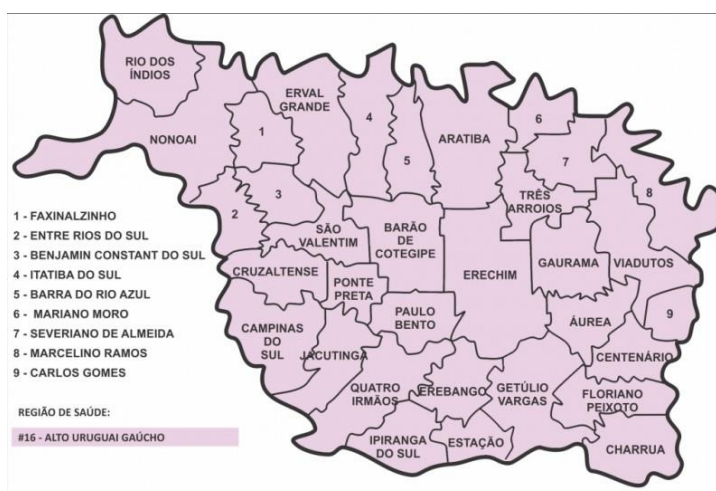 RIO DOS
ÍNDIOS
NONOAI
ERVAL
GRANDE
1
4
5
ARATIBA
6
7
3
2
TRÊS
ARROIOS
8
SÃO
VALENTIM
BARÃO
DE
COTEGIPE
ERECHIM
GAURAMA
VIADUTOS
CRUZALTENSE
PONTE
PRETA
PAULO
BENTO
ÁUREA
9
CAMPINAS
DO
SUL
JACUTINGA
CENTENÁRIO
QUATRO
IRMÃOS
EREBANGO
GETÚLIO
VARGAS
FLORIANO
PEIXOTO
IPIRANGA
DO SUL
ESTAÇÃO
CHARRUA
1 - FAXINALZINHO
2 - ENTRE RIOS DO SUL
3 - BENJAMIN CONSTANT DO SUL
4 - ITATIBA DO SUL
5 - BARRA DO RIO AZUL
6 - MARIANO MORO
7 - SEVERIANO DE ALMEIDA
8 - MARCELINO RAMOS
9 - CARLOS GOMES
REGIÃO DE SAÚDE:
#16 - ALTO URUGUAI GAÚCHO